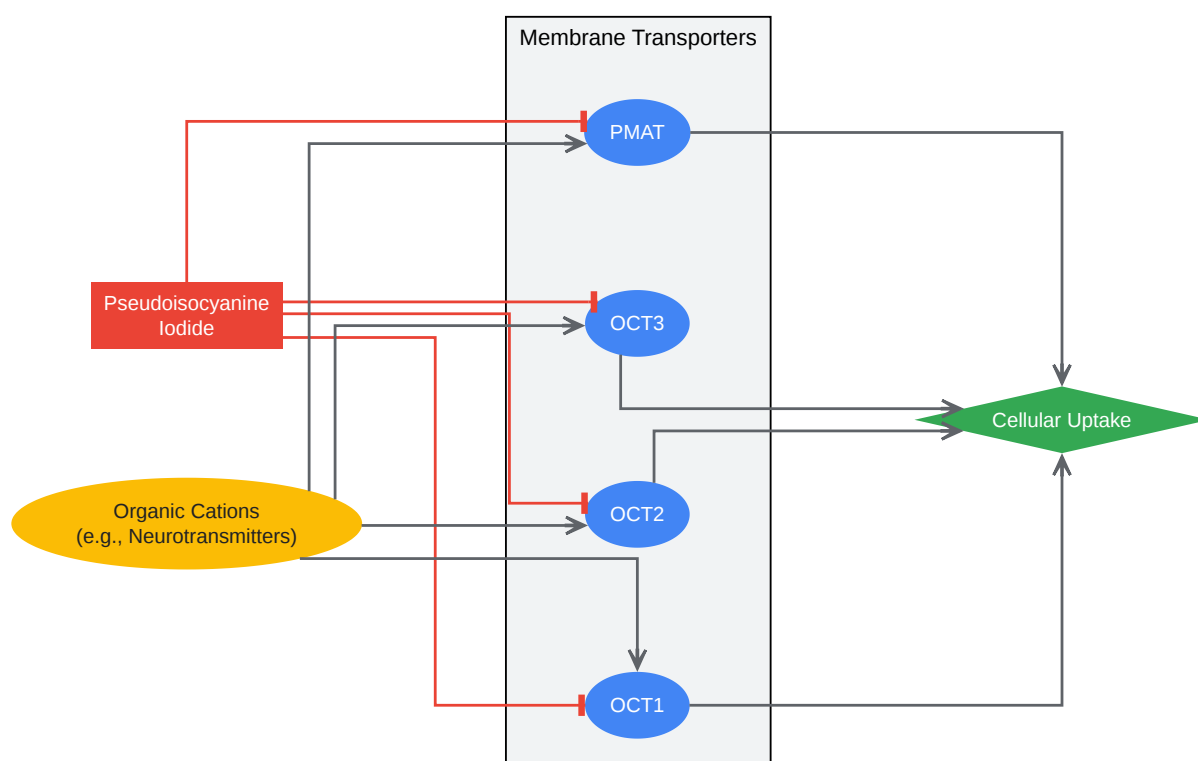 Membrane Transporters
PMAT
Pseudoisocyanine
Iodide
OCT3
Cellular Uptake
Organic Cations
(e.g., Neurotransmitters)
OCT2
OCT1